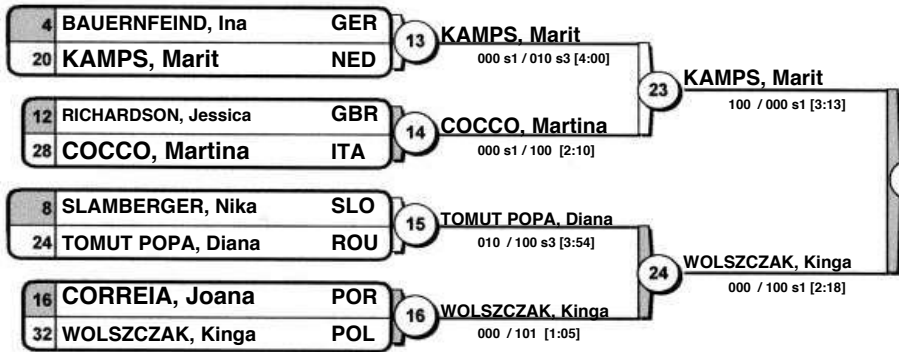 4 BAUERNFEIND, Ina GER
20 KAMPS, Marit NED
13
KAMPS, Marit
000 s1 / 010 s3 [4:00]
12 RICHARDSON, Jessica GBR
28 COCCO, Martina ITA
14
COCCO, Martina
000 s1 / 100 [2:10]
23
KAMPS, Marit
100 / 000 s1 [3:13]
8 SLAMBERGER, Nika SLO
24 TOMUT POPA, Diana ROU
15
TOMUT POPA, Diana
010 / 100 s3 [3:54]
16 CORREIA, Joana POR
32 WOLSZCZAK, Kinga POL
16
WOLSZCZAK, Kinga
000 / 101 [1:05]
24
WOLSZCZAK, Kinga
000 / 100 s1 [2:18]